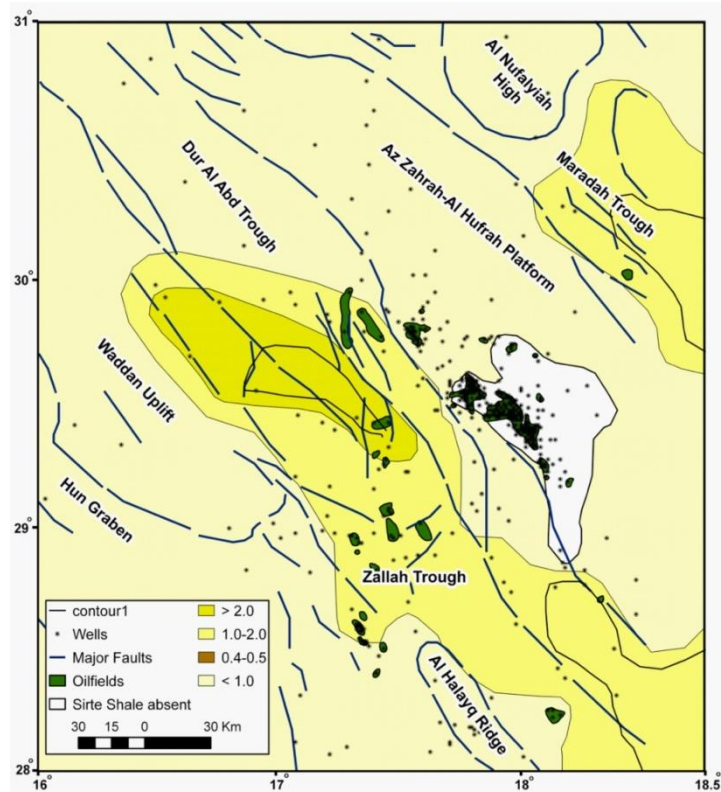 31°
Al Nufalyiah
High
Maradah Trough
Az Zahrah-Al Hufrah Platform
Dur Al Abd Trough
30°
Waddan Uplift
Hun Graben
29°
Zallah Trough
Al Halayq Ridge
contour1
Wells
Major Faults
Oilfields
Sirte Shale absent
> 2.0
1.0-2.0
0.4-0.5
< 1.0
30 15 0 30 Km
28°
16° 17° 18° 18.5°